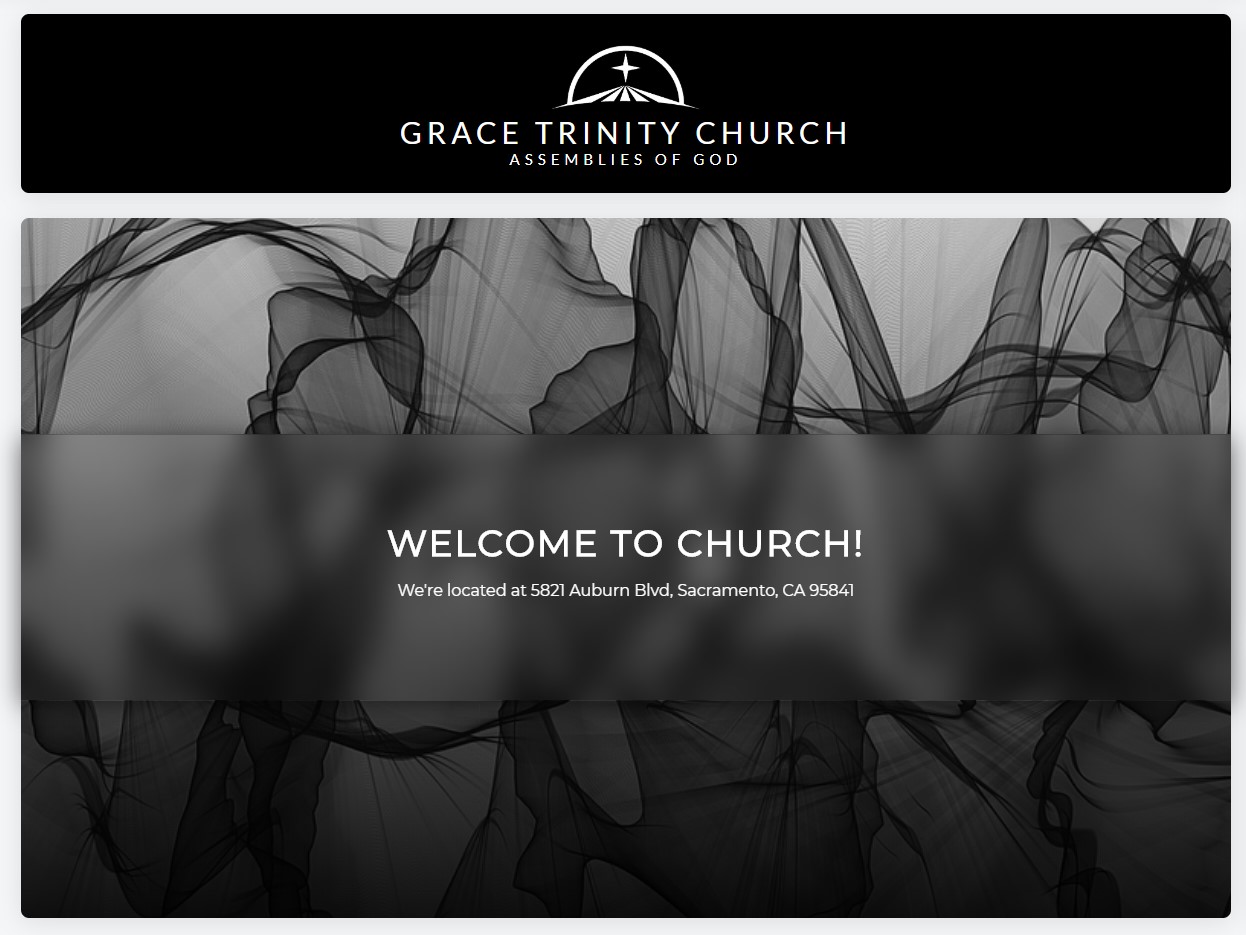 GRACE TRINITY CHURCH
ASSEMBLIES OF GOD
WELCOME TO CHURCH!
We're located at 5821 Auburn Blvd, Sacramento, CA 95841